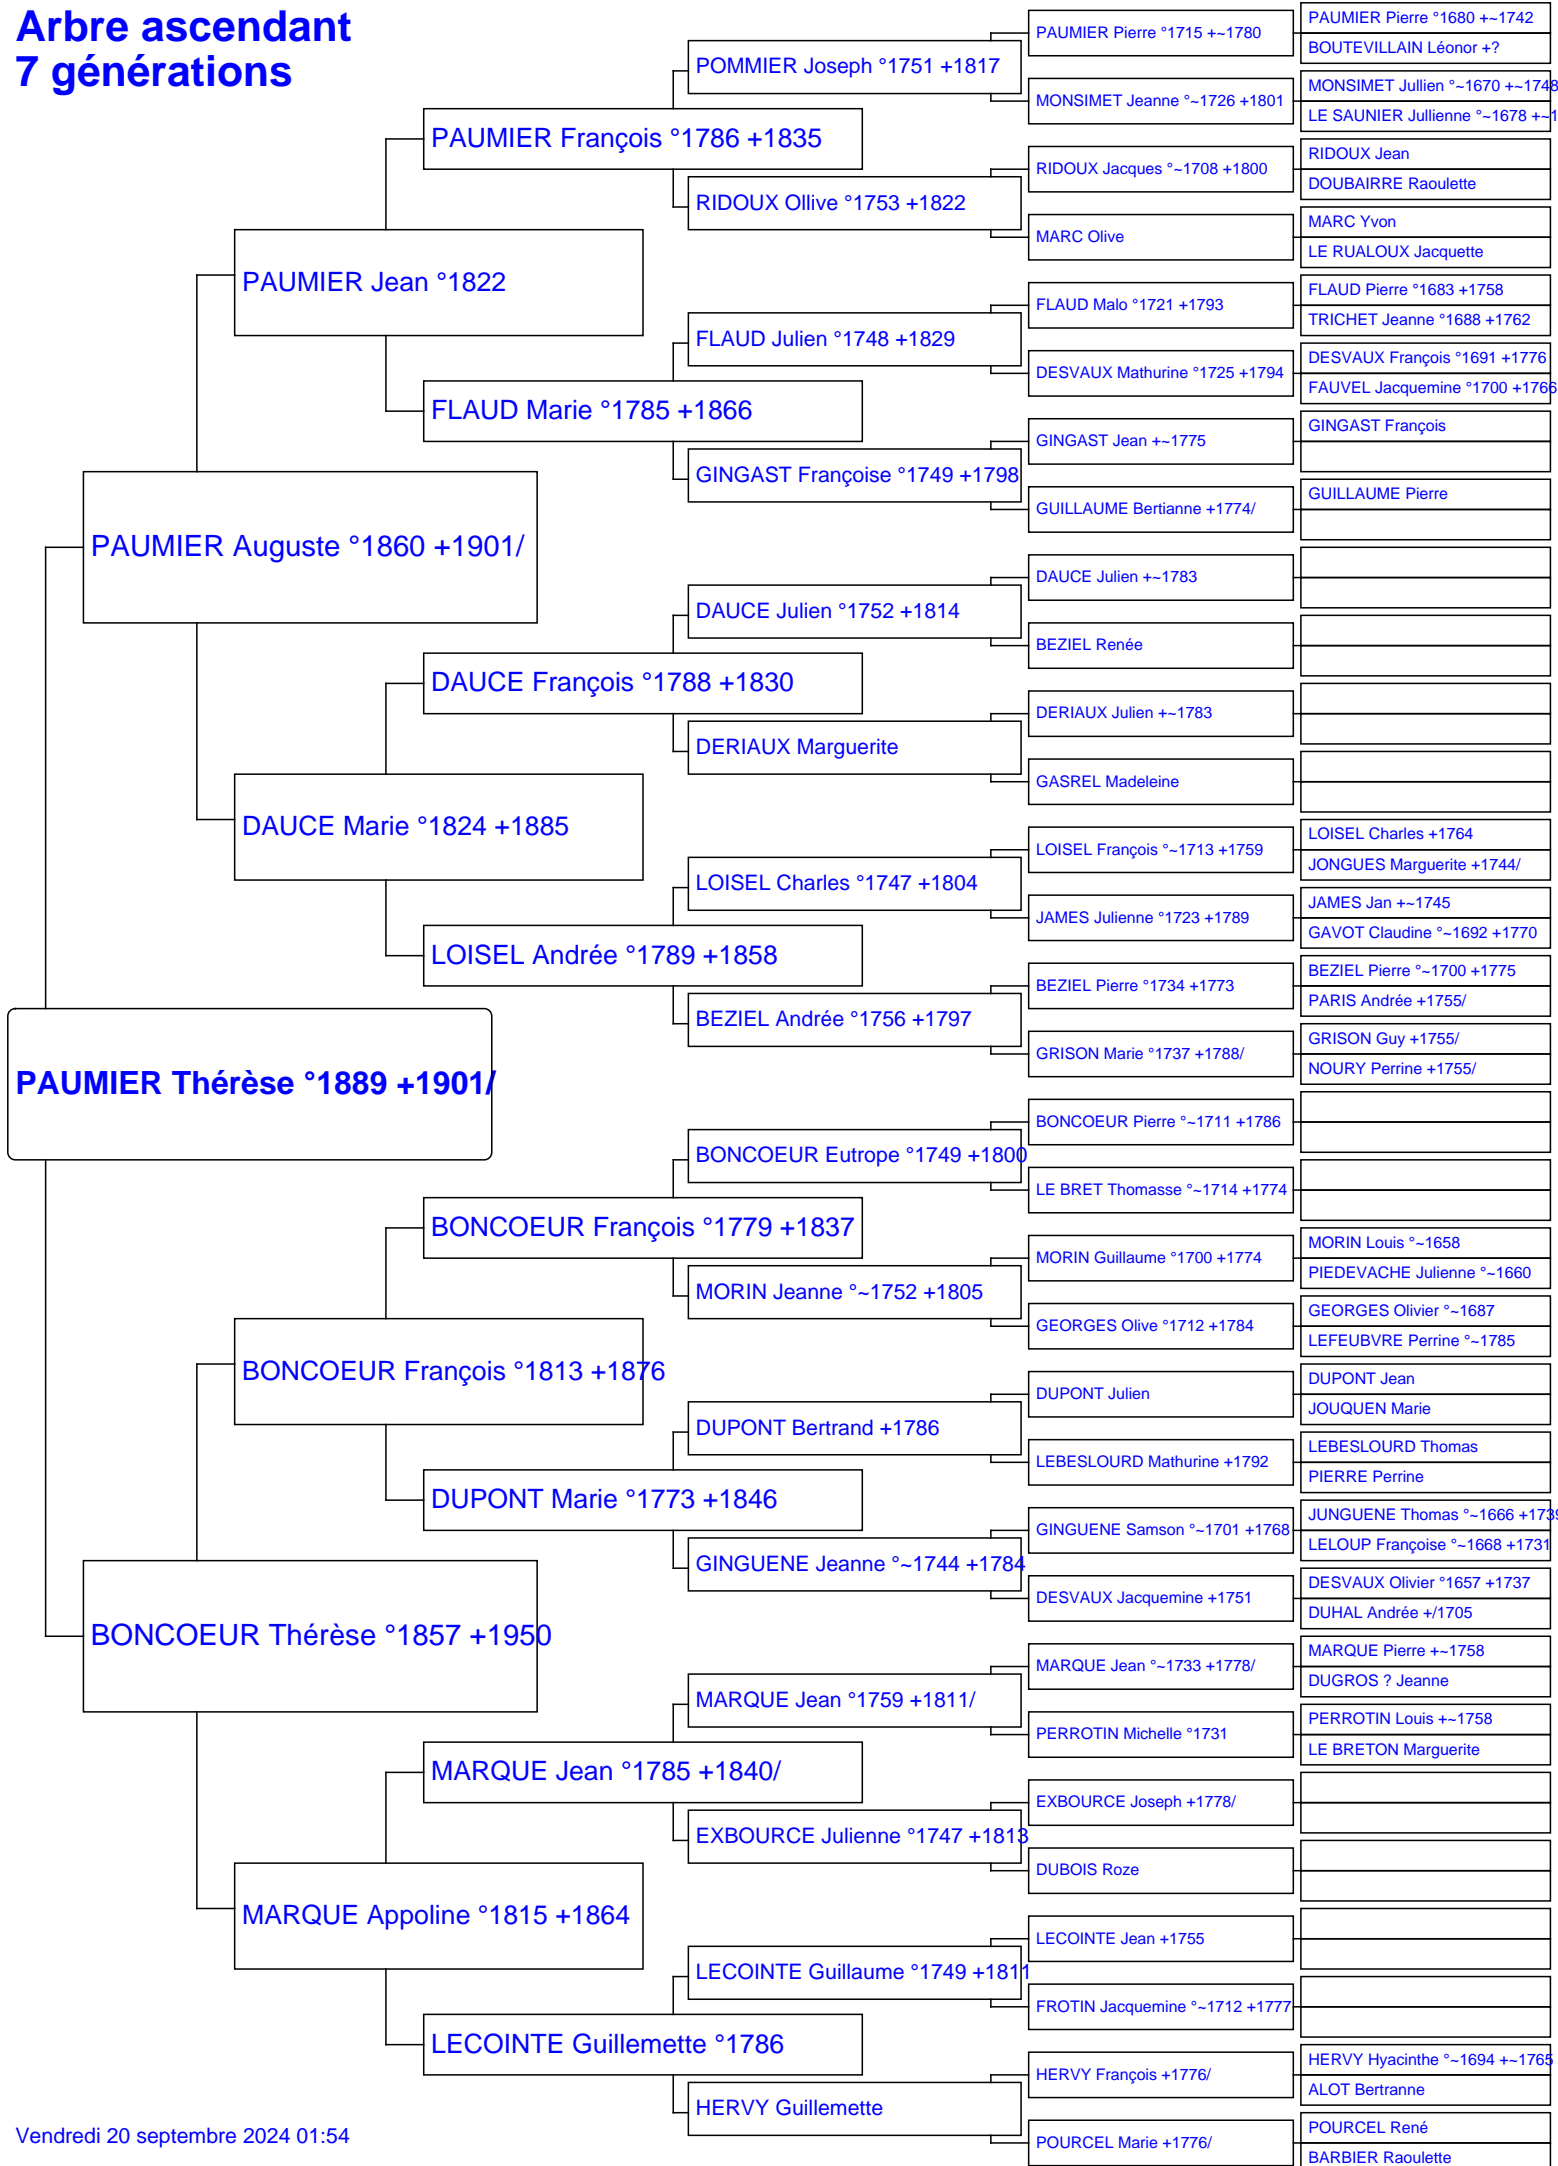 Arbre ascendant
7 générations
PAUMIER Thérèse °1889 +1901/
PAUMIER Auguste °1860 +1901/
BONCOEUR Thérèse °1857 +1950
PAUMIER Jean °1822
DAUCE Marie °1824 +1885
BONCOEUR François °1813 +1876
MARQUE Appoline °1815 +1864
PAUMIER François °1786 +1835
FLAUD Marie °1785 +1866
DAUCE François °1788 +1830
LOISEL Andrée °1789 +1858
BONCOEUR François °1779 +1837
DUPONT Marie °1773 +1846
MARQUE Jean °1785 +1840/
LECOINTE Guillemette °1786
POMMIER Joseph °1751 +1817
RIDOUX Ollive °1753 +1822
FLAUD Julien °1748 +1829
GINGAST Françoise °1749 +1798
DAUCE Julien °1752 +1814
DERIAUX Marguerite
LOISEL Charles °1747 +1804
BEZIEL Andrée °1756 +1797
BONCOEUR Eutrope °1749 +1800
MORIN Jeanne °~1752 +1805
DUPONT Bertrand +1786
GINGUENE Jeanne °~1744 +1784
MARQUE Jean °1759 +1811/
EXBOURCE Julienne °1747 +1813
LECOINTE Guillaume °1749 +1811
HERVY Guillemette
PAUMIER Pierre °1715 +~1780
MONSIMET Jeanne °~1726 +1801
RIDOUX Jacques °~1708 +1800
MARC Olive
FLAUD Malo °1721 +1793
DESVAUX Mathurine °1725 +1794
GINGAST Jean +~1775
GUILLAUME Bertianne +1774/
DAUCE Julien +~1783
BEZIEL Renée
DERIAUX Julien +~1783
GASREL Madeleine
LOISEL François °~1713 +1759
JAMES Julienne °1723 +1789
BEZIEL Pierre °1734 +1773
GRISON Marie °1737 +1788/
BONCOEUR Pierre °~1711 +1786
LE BRET Thomasse °~1714 +1774
MORIN Guillaume °1700 +1774
GEORGES Olive °1712 +1784
DUPONT Julien
LEBESLOURD Mathurine +1792
GINGUENE Samson °~1701 +1768
DESVAUX Jacquemine +1751
MARQUE Jean °~1733 +1778/
PERROTIN Michelle °1731
EXBOURCE Joseph +1778/
DUBOIS Roze
LECOINTE Jean +1755
FROTIN Jacquemine °~1712 +1777
HERVY François +1776/
POURCEL Marie +1776/
PAUMIER Pierre °1680 +~1742
BOUTEVILLAIN Léonor +?
MONSIMET Jullien °~1670 +~1748
LE SAUNIER Jullienne °~1678 +~1
RIDOUX Jean
DOUBAIRRE Raoulette
MARC Yvon
LE RUALOUX Jacquette
FLAUD Pierre °1683 +1758
TRICHET Jeanne °1688 +1762
DESVAUX François °1691 +1776
FAUVEL Jacquemine °1700 +1766
GINGAST François
GUILLAUME Pierre
LOISEL Charles +1764
JONGUES Marguerite +1744/
JAMES Jan +~1745
GAVOT Claudine °~1692 +1770
BEZIEL Pierre °~1700 +1775
PARIS Andrée +1755/
GRISON Guy +1755/
NOURY Perrine +1755/
MORIN Louis °~1658
PIEDEVACHE Julienne °~1660
GEORGES Olivier °~1687
LEFEUBVRE Perrine °~1785
DUPONT Jean
JOUQUEN Marie
LEBESLOURD Thomas
PIERRE Perrine
JUNGUENE Thomas °~1666 +1739
LELOUP Françoise °~1668 +1731
DESVAUX Olivier °1657 +1737
DUHAL Andrée +/1705
MARQUE Pierre +~1758
DUGROS ? Jeanne
PERROTIN Louis +~1758
LE BRETON Marguerite
HERVY Hyacinthe °~1694 +~1765
ALOT Bertranne
POURCEL René
BARBIER Raoulette
Vendredi 20 septembre 2024 01:54